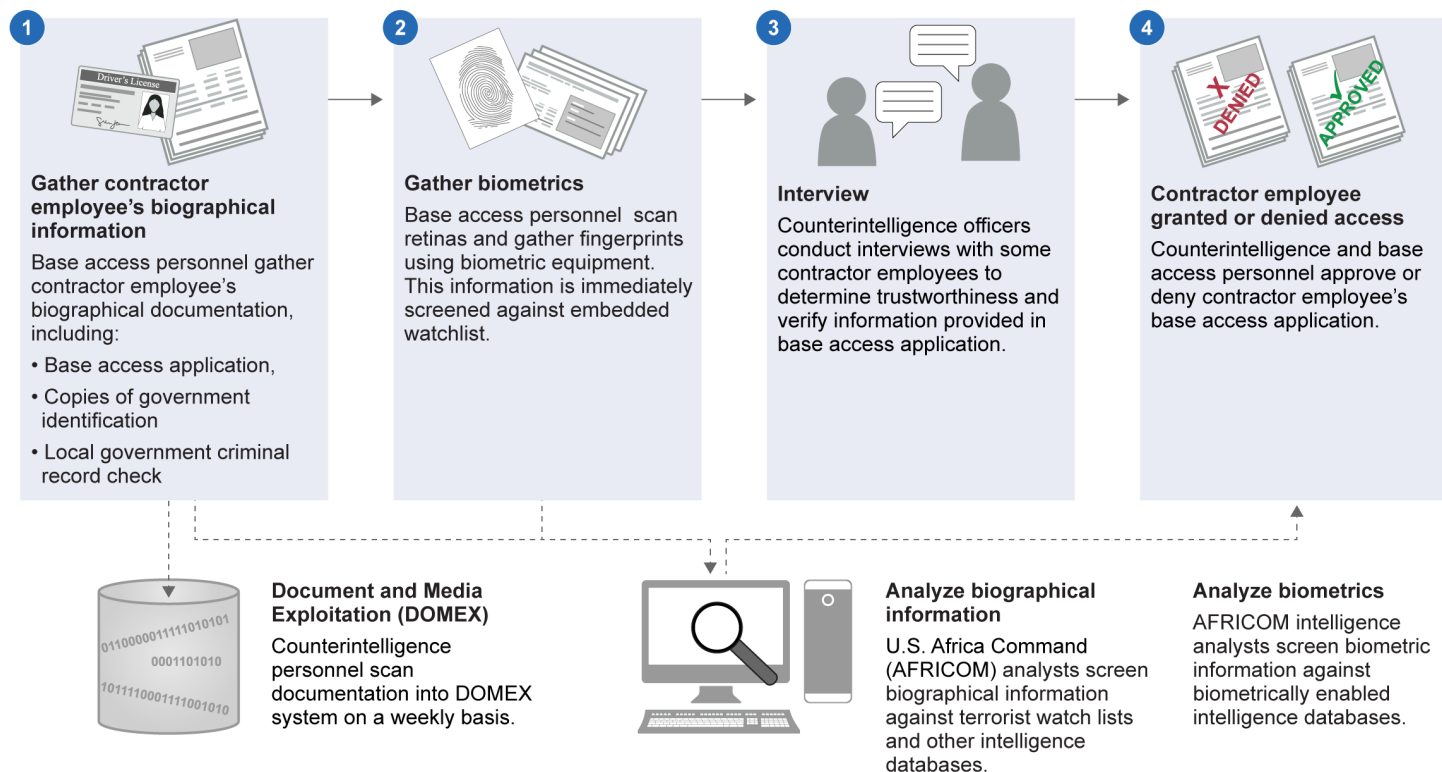 1
Driver's License
Gather contractor
employee's biographical
information
Base access personnel gather
contractor employee's
biographical documentation,
including:
• Base access application,
• Copies of government
identification
• Local government criminal
record check
2
Gather biometrics
Base access personnel scan
retinas and gather fingerprints
using biometric equipment.
This information is immediately
screened against embedded
watchlist.
3
Interview
Counterintelligence officers
conduct interviews with some
contractor employees to
determine trustworthiness and
verify information provided in
base access application.
4
X
DENIED
✓
APPROVED
Contractor employee
granted or denied access
Counterintelligence and base
access personnel approve or
deny contractor employee's
base access application.
0110000011111010101
0001101010
1011110001111001010
Document and Media
Exploitation (DOMEX)
Counterintelligence
personnel scan
documentation into DOMEX
system on a weekly basis.
Analyze biographical
information
U.S. Africa Command
(AFRICOM) analysts screen
biographical information
against terrorist watch lists
and other intelligence
databases.
Analyze biometrics
AFRICOM intelligence
analysts screen biometric
information against
biometrically enabled
intelligence databases.